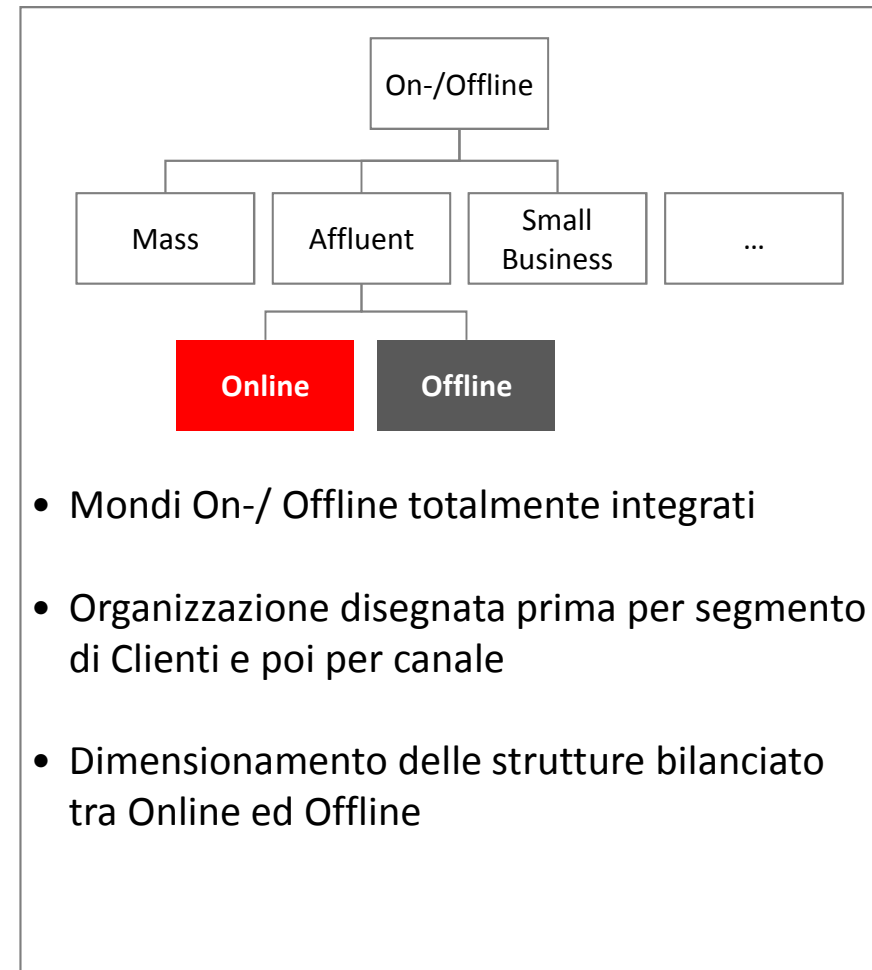 On-/Offline
Mass
Affluent
Small
Business
...
Online
Offline
• Mondi On-/ Offline totalmente integrati
• Organizzazione disegnata prima per segmento
di Clienti e poi per canale
• Dimensionamento delle strutture bilanciato
tra Online ed Offline